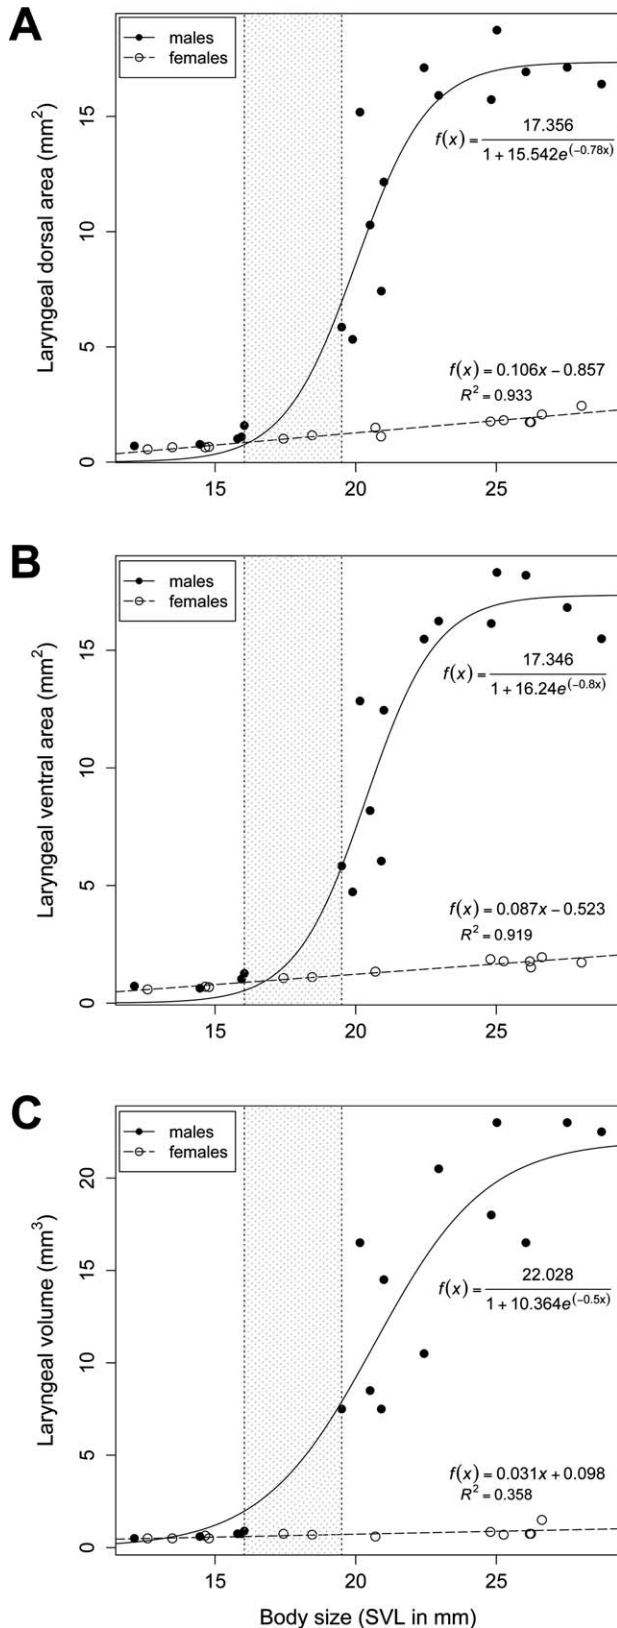 A
males
females
Laryngeal dorsal area (mm²)
15
10
5
0
f(x) = 17.356 / 1 + 15.542e^(−0.78x)
f(x) = 0.106x − 0.857
R² = 0.933
15 20 25
B
males
females
Laryngeal ventral area (mm²)
15
10
5
0
f(x) = 17.346 / 1 + 16.24e^(−0.8x)
f(x) = 0.087x − 0.523
R² = 0.919
15 20 25
C
males
females
Laryngeal volume (mm³)
20
15
10
5
0
f(x) = 22.028 / 1 + 10.364e^(−0.5x)
f(x) = 0.031x + 0.098
R² = 0.358
15 20 25
Body size (SVL in mm)